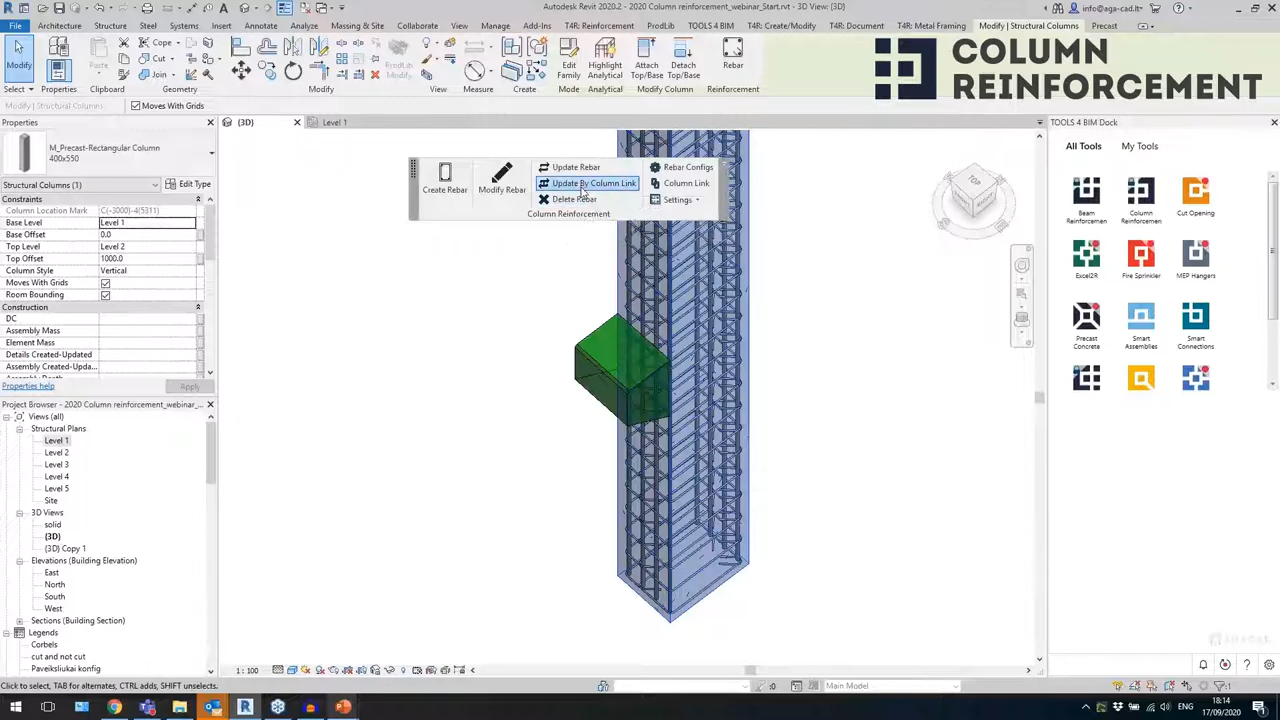 Autodesk Revit 2020.2 - 2020 Column reinforcement_webinar_Start.rvt - 3D View: {3D}
info@aga-cad.lt
File Architecture Structure Steel Systems Insert Annotate Analyze Massing & Site Collaborate View Manage Add-Ins T4R: Reinforcement ProdLib TOOLS 4 BIM T4R: Create/Modify T4R: Document T4R: Metal Framing Modify | Structural Columns Precast
Modify
Paste
Cope
Cut
Join
ProdLib Modify
Edit Family
Highlight Analytical
Attach Top/Base
Detach Top/Base
Rebar
Select Properties Clipboard Geometry Modify View Measure Create Mode Analytical Modify Column Reinforcement
COLUMN
REINFORCEMENT
Modify | Structural Columns Moves With Grids
Properties
M_Precast-Rectangular Column
400x550
Structural Columns (1) Edit Type
Constraints
Column Location Mark C(-3000)-4(5311)
Base Level Level 1
Base Offset 0.0
Top Level Level 2
Top Offset 1000.0
Column Style Vertical
Moves With Grids
Room Bounding
Construction
DC
Assembly Mass
Element Mass
Details Created-Updated
Assembly Created-Upda...
Properties help Apply
Project Browser - 2020 Column reinforcement_webinar_...
Views (all)
Structural Plans
Level 1
Level 2
Level 3
Level 4
Level 5
Site
3D Views
solid
{3D}
{3D} Copy 1
Elevations (Building Elevation)
East
North
South
West
Sections (Building Section)
Legends
Corbels
cut and not cut
Paveiksliukai konfig
{3D} Level 1
Create Rebar
Modify Rebar
Update Rebar
Update By Column Link
Delete Rebar
Rebar Configs
Column Link
Settings
Column Reinforcement
TOP
TOOLS 4 BIM Dock
All Tools My Tools
Beam Reinforcemen
Column Reinforcemen
Cut Opening
Excel2R
Fire Sprinkler
MEP Hangers
Precast Concrete
Smart Assemblies
Smart Connections
1 : 100
Click to select, TAB for alternates, CTRL adds, SHIFT unselects.
:0
Main Model
:1
ENG
18:14
17/09/2020